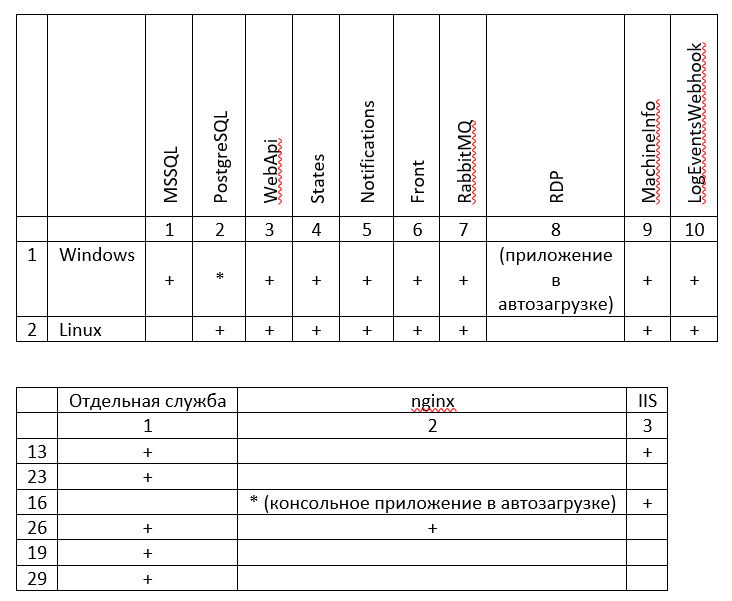 MSSQL PostgreSQL WebApi States Notifications Front RabbitMQ RDP MachineInfo LogEventsWebhook
1 2 3 4 5 6 7 8 9 10
1 Windows + * + + + + + (приложение в автозагрузке) + +
2 Linux + + + + + + + +
Отдельная служба nginx IIS
1 2 3
13 + +
23 +
16 * (консольное приложение в автозагрузке) +
26 + +
19 +
29 +